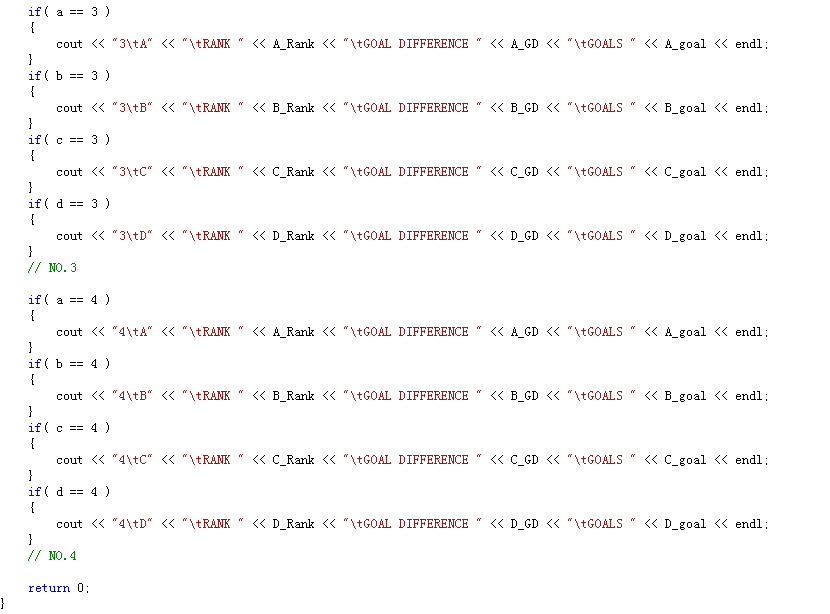 if( a == 3 )
{
cout << "3\tA" << "\tRANK " << A_Rank << "\tGOAL DIFFERENCE " << A_GD << "\tGOALS " << A_goal << endl;
}
if( b == 3 )
{
cout << "3\tB" << "\tRANK " << B_Rank << "\tGOAL DIFFERENCE " << B_GD << "\tGOALS " << B_goal << endl;
}
if( c == 3 )
{
cout << "3\tC" << "\tRANK " << C_Rank << "\tGOAL DIFFERENCE " << C_GD << "\tGOALS " << C_goal << endl;
}
if( d == 3 )
{
cout << "3\tD" << "\tRANK " << D_Rank << "\tGOAL DIFFERENCE " << D_GD << "\tGOALS " << D_goal << endl;
}
// NO.3
if( a == 4 )
{
cout << "4\tA" << "\tRANK " << A_Rank << "\tGOAL DIFFERENCE " << A_GD << "\tGOALS " << A_goal << endl;
}
if( b == 4 )
{
cout << "4\tB" << "\tRANK " << B_Rank << "\tGOAL DIFFERENCE " << B_GD << "\tGOALS " << B_goal << endl;
}
if( c == 4 )
{
cout << "4\tC" << "\tRANK " << C_Rank << "\tGOAL DIFFERENCE " << C_GD << "\tGOALS " << C_goal << endl;
}
if( d == 4 )
{
cout << "4\tD" << "\tRANK " << D_Rank << "\tGOAL DIFFERENCE " << D_GD << "\tGOALS " << D_goal << endl;
}
// NO.4
return 0;
}